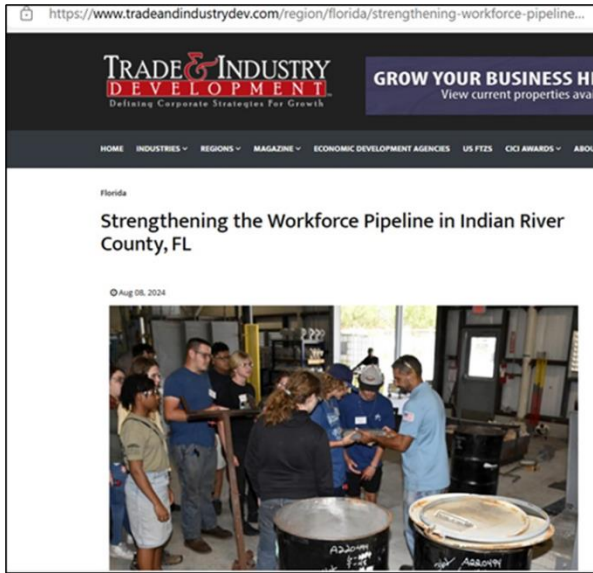 https://www.tradeandindustrydev.com/region/florida/strengthening-workforce-pipeline...
TRADE & INDUSTRY
DEVELOPMENT
Defining Corporate Strategies For Growth
GROW YOUR BUSINESS
View current properties
HOME INDUSTRIES REGIONS MAGAZINE ECONOMIC DEVELOPMENT AGENCIES US FTZS CICI AWARDS
Florida
Strengthening the Workforce Pipeline in Indian River
County, FL
Aug 08, 2024
A220499
A220499